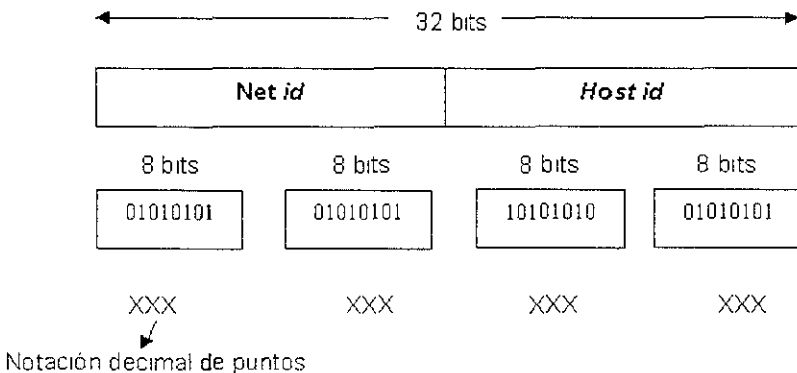 32 bits
Net id Host id
8 bits 8 bits 8 bits 8 bits
01010101 01010101 10101010 01010101
XXX XXX XXX XXX
Notación decimal de puntos